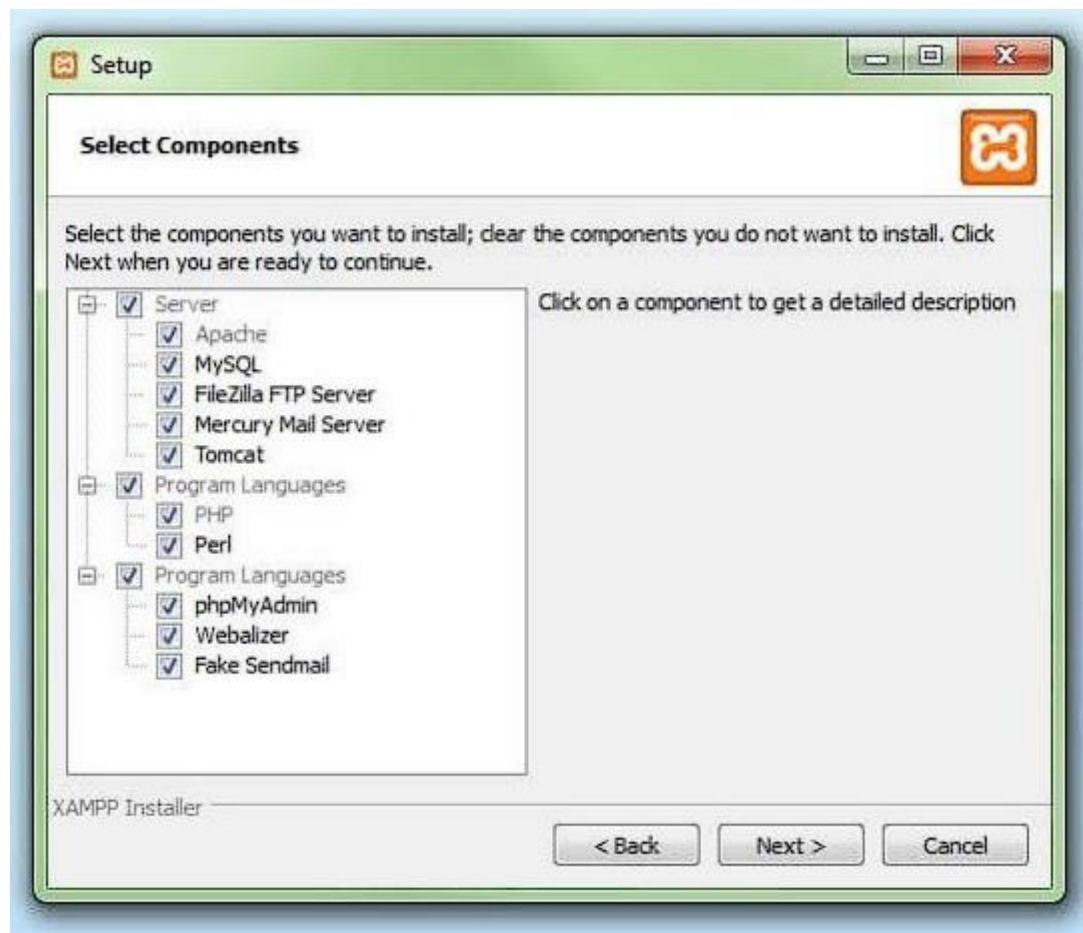 Setup
Select Components
Select the components you want to install; clear the components you do not want to install. Click
Next when you are ready to continue.
Server
Apache
MySQL
FileZilla FTP Server
Mercury Mail Server
Tomcat
Program Languages
PHP
Perl
Program Languages
phpMyAdmin
Webalizer
Fake Sendmail
Click on a component to get a detailed description
XAMPP Installer
< Back
Next >
Cancel